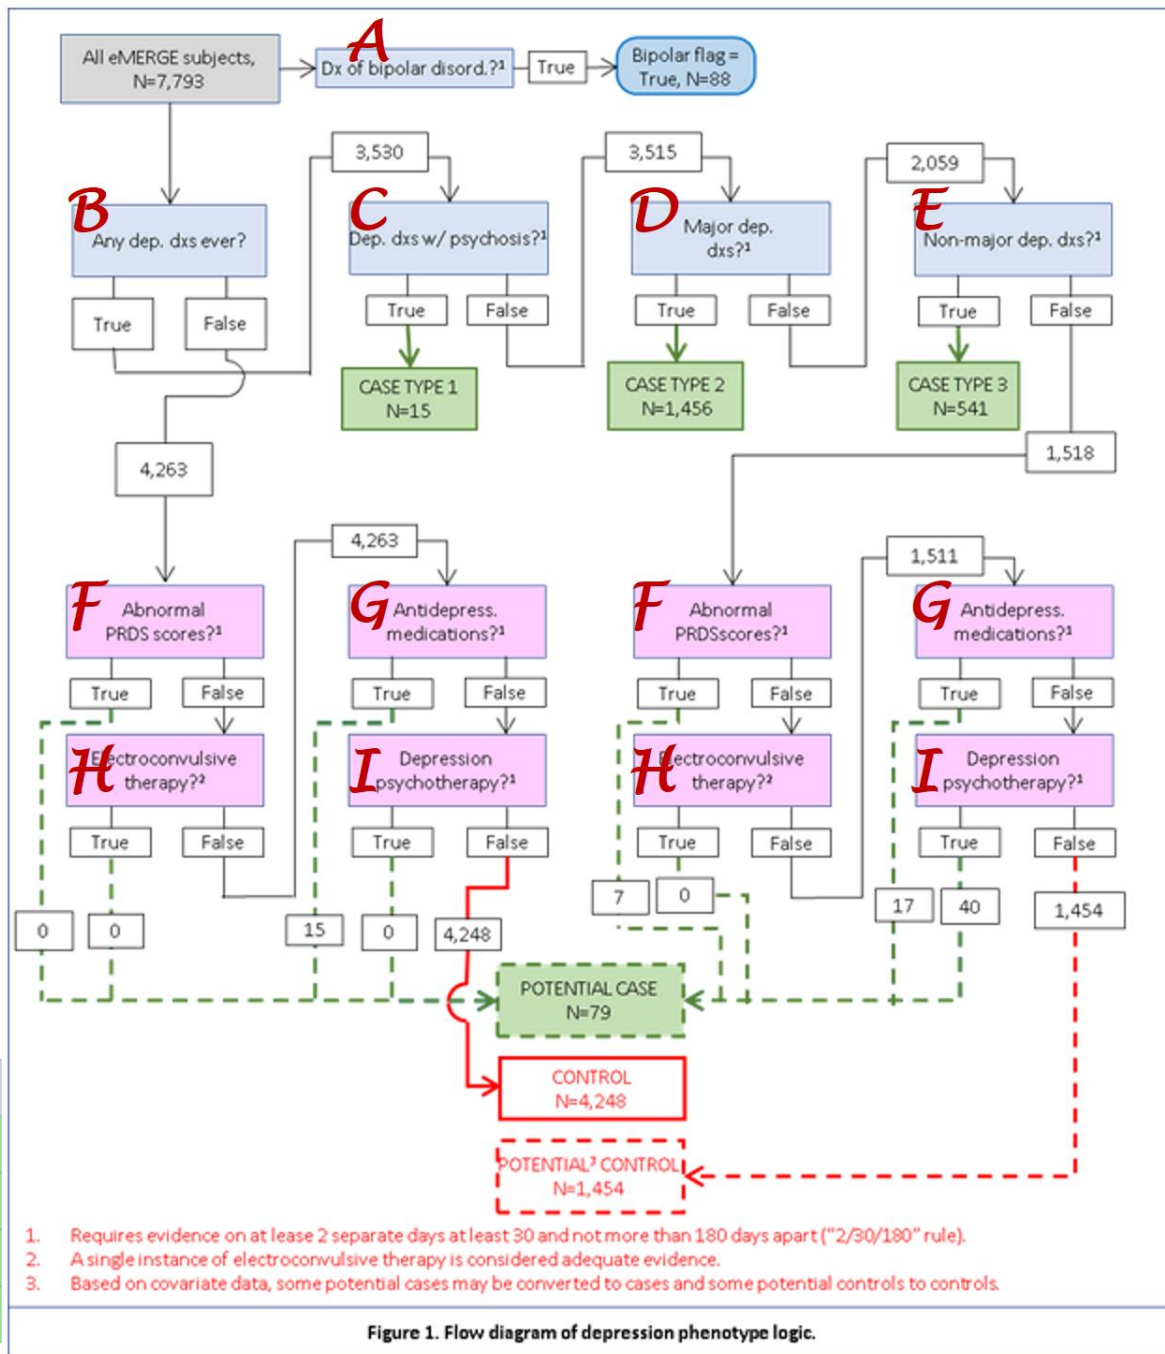 All eMERGE subjects,
N=7,793
A
Dx of bipolar disord.?¹
True
Bipolar flag =
True, N=88
3,530
3,515
2,059
B
Any dep. dxs ever?
C
Dep. dxs w/ psychosis?¹
D
Major dep.
dxs?¹
E
Non-major dep. dxs?¹
True
False
True
False
True
False
True
False
CASE TYPE 1
N=15
CASE TYPE 2
N=1,456
CASE TYPE 3
N=541
4,263
1,518
4,263
1,511
F
Abnormal
PRDS scores?¹
G
Antidepress.
medications?¹
F
Abnormal
PRDSscores?¹
G
Antidepress.
medications?¹
True
False
True
False
True
False
True
False
H
Electroconvulsive
therapy?²
I
Depression
psychotherapy?¹
H
Electroconvulsive
therapy?²
I
Depression
psychotherapy?¹
True
False
True
False
True
False
True
False
0
0
15
0
4,248
7
0
17
40
1,454
POTENTIAL CASE
N=79
CONTROL
N=4,248
POTENTIAL³ CONTROL
N=1,454
1. Requires evidence on at lease 2 separate days at least 30 and not more than 180 days apart ("2/30/180" rule).
2. A single instance of electroconvulsive therapy is considered adequate evidence.
3. Based on covariate data, some potential cases may be converted to cases and some potential controls to controls.
Figure 1. Flow diagram of depression phenotype logic.